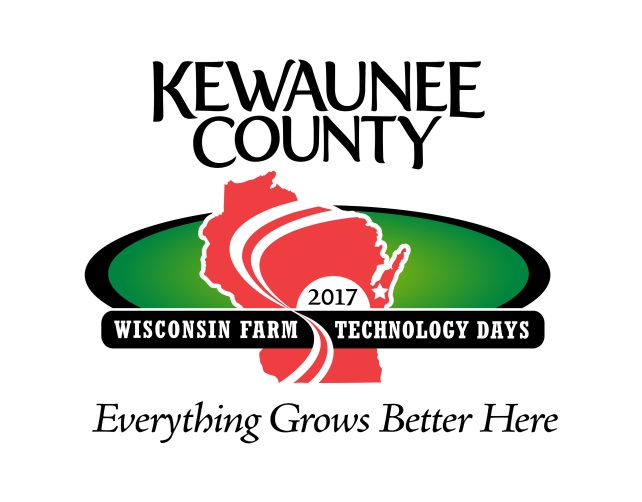 KEWAUNEE
COUNTY
2017
WISCONSIN FARM TECHNOLOGY DAYS
Everything Grows Better Here